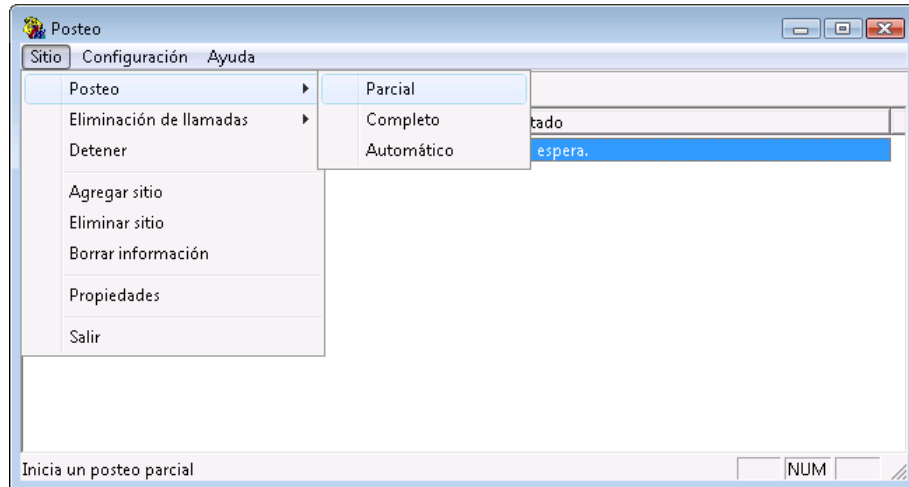 Posteo
Sitio Configuración Ayuda
Posteo Parcial
Eliminación de llamadas Completo tado
Detener Automático espera.
Agregar sitio
Eliminar sitio
Borrar información
Propiedades
Salir
Inicia un posteo parcial NUM